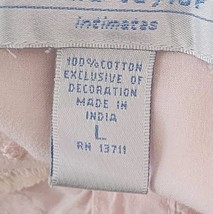 intimates
100% COTTON
EXCLUSIVE OF
DECORATION
MADE IN
INDIA
L
RN 13711